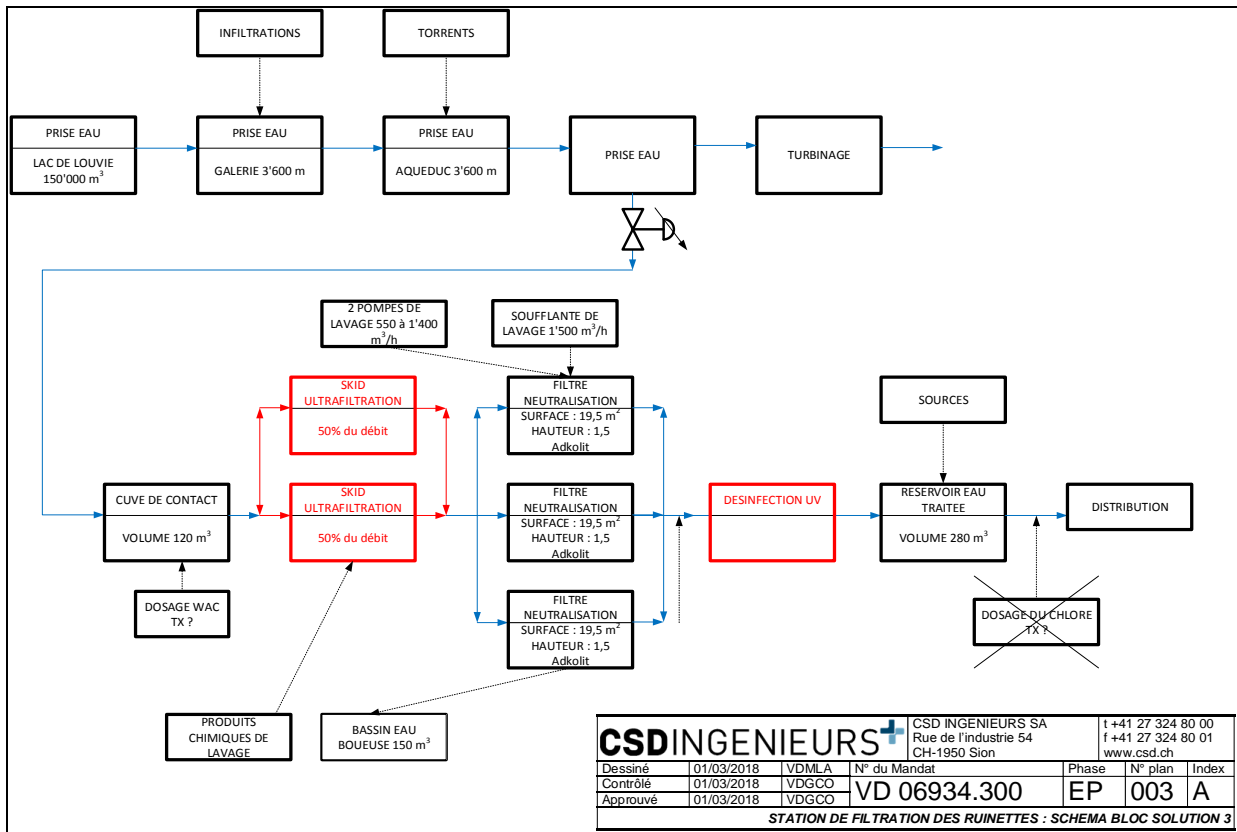 INFILTRATIONS
TORRENTS
PRISE EAU
LAC DE LOUVIE
150'000 m³
PRISE EAU
GALERIE 3'600 m
PRISE EAU
AQUEDUC 3'600 m
PRISE EAU
TURBINAGE
2 POMPES DE
LAVAGE 550 à 1'400
m³/h
SOUFFLANTE DE
LAVAGE 1'500 m³/h
SKID
ULTRAFILTRATION
50% du débit
FILTRE
NEUTRALISATION
SURFACE : 19,5 m²
HAUTEUR : 1,5
Adkolit
SOURCES
CUVE DE CONTACT
VOLUME 120 m³
SKID
ULTRAFILTRATION
50% du débit
FILTRE
NEUTRALISATION
SURFACE : 19,5 m²
HAUTEUR : 1,5
Adkolit
DESINFECTION UV
RESERVOIR EAU
TRAITEE
VOLUME 280 m³
DISTRIBUTION
DOSAGE WAC
TX ?
FILTRE
NEUTRALISATION
SURFACE : 19,5 m²
HAUTEUR : 1,5
Adkolit
DOSAGE DU CHLORE
TX ?
PRODUITS
CHIMIQUES DE
LAVAGE
BASSIN EAU
BOUEUSE 150 m³
CSDINGENIEURS
CSD INGENIEURS SA
Rue de l'industrie 54
CH-1950 Sion
t +41 27 324 80 00
f +41 27 324 80 01
www.csd.ch
Dessiné 01/03/2018 VDMLA
Contrôlé 01/03/2018 VDGCO
Approuvé 01/03/2018 VDGCO
N° du Mandat
VD 06934.300
Phase
EP
N° plan
003
Index
A
STATION DE FILTRATION DES RUINETTES : SCHEMA BLOC SOLUTION 3